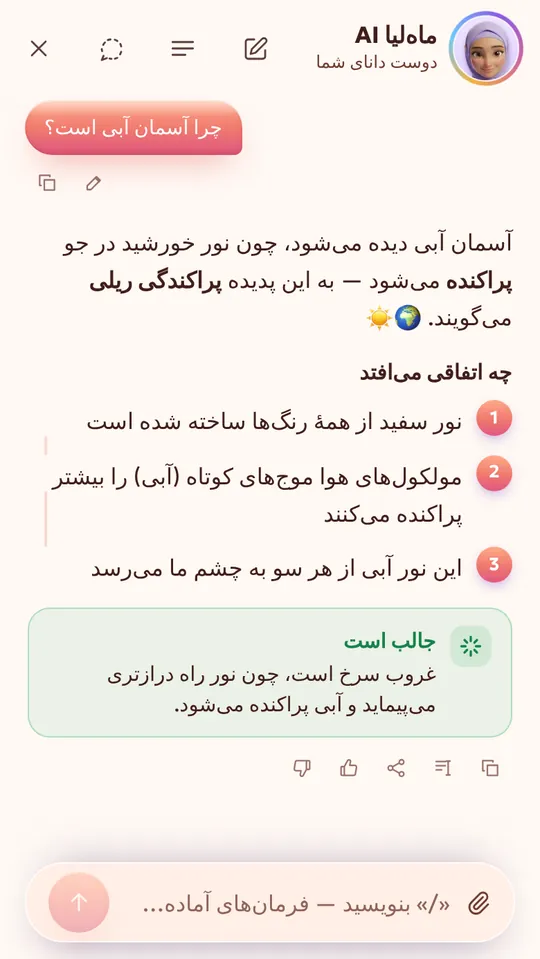 ماه‌لیا AI
دوست دانای شما
چرا آسمان آبی است؟
آسمان آبی دیده می‌شود، چون نور خورشید در جو
پراکنده می‌شود — به این پدیده پراکندگی ریلی
می‌گویند. 🌍☀️
چه اتفاقی می‌افتد
1 نور سفید از همهٔ رنگ‌ها ساخته شده است
2 مولکول‌های هوا موج‌های کوتاه (آبی) را بیشتر
پراکنده می‌کنند
3 این نور آبی از هر سو به چشم ما می‌رسد
جالب است
غروب سرخ است، چون نور راه درازتری
می‌پیماید و آبی پراکنده می‌شود.
«/» بنویسید — فرمان‌های آماده...